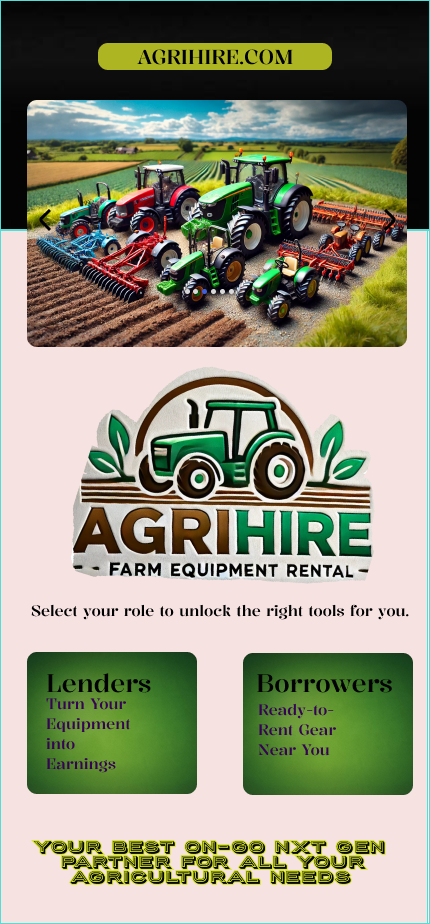 AGRIHIRE.COM
AGRIHIRE
- - FARM EQUIPMENT RENTAL -
Select your role to unlock the right tools for you.
Lenders
Turn Your
Equipment
into
Earnings
Borrowers
Ready-to-
Rent Gear
Near You
YOUR BEST ON-GO NXT GEN
PARTNER FOR ALL YOUR
AGRICULTURAL NEEDS